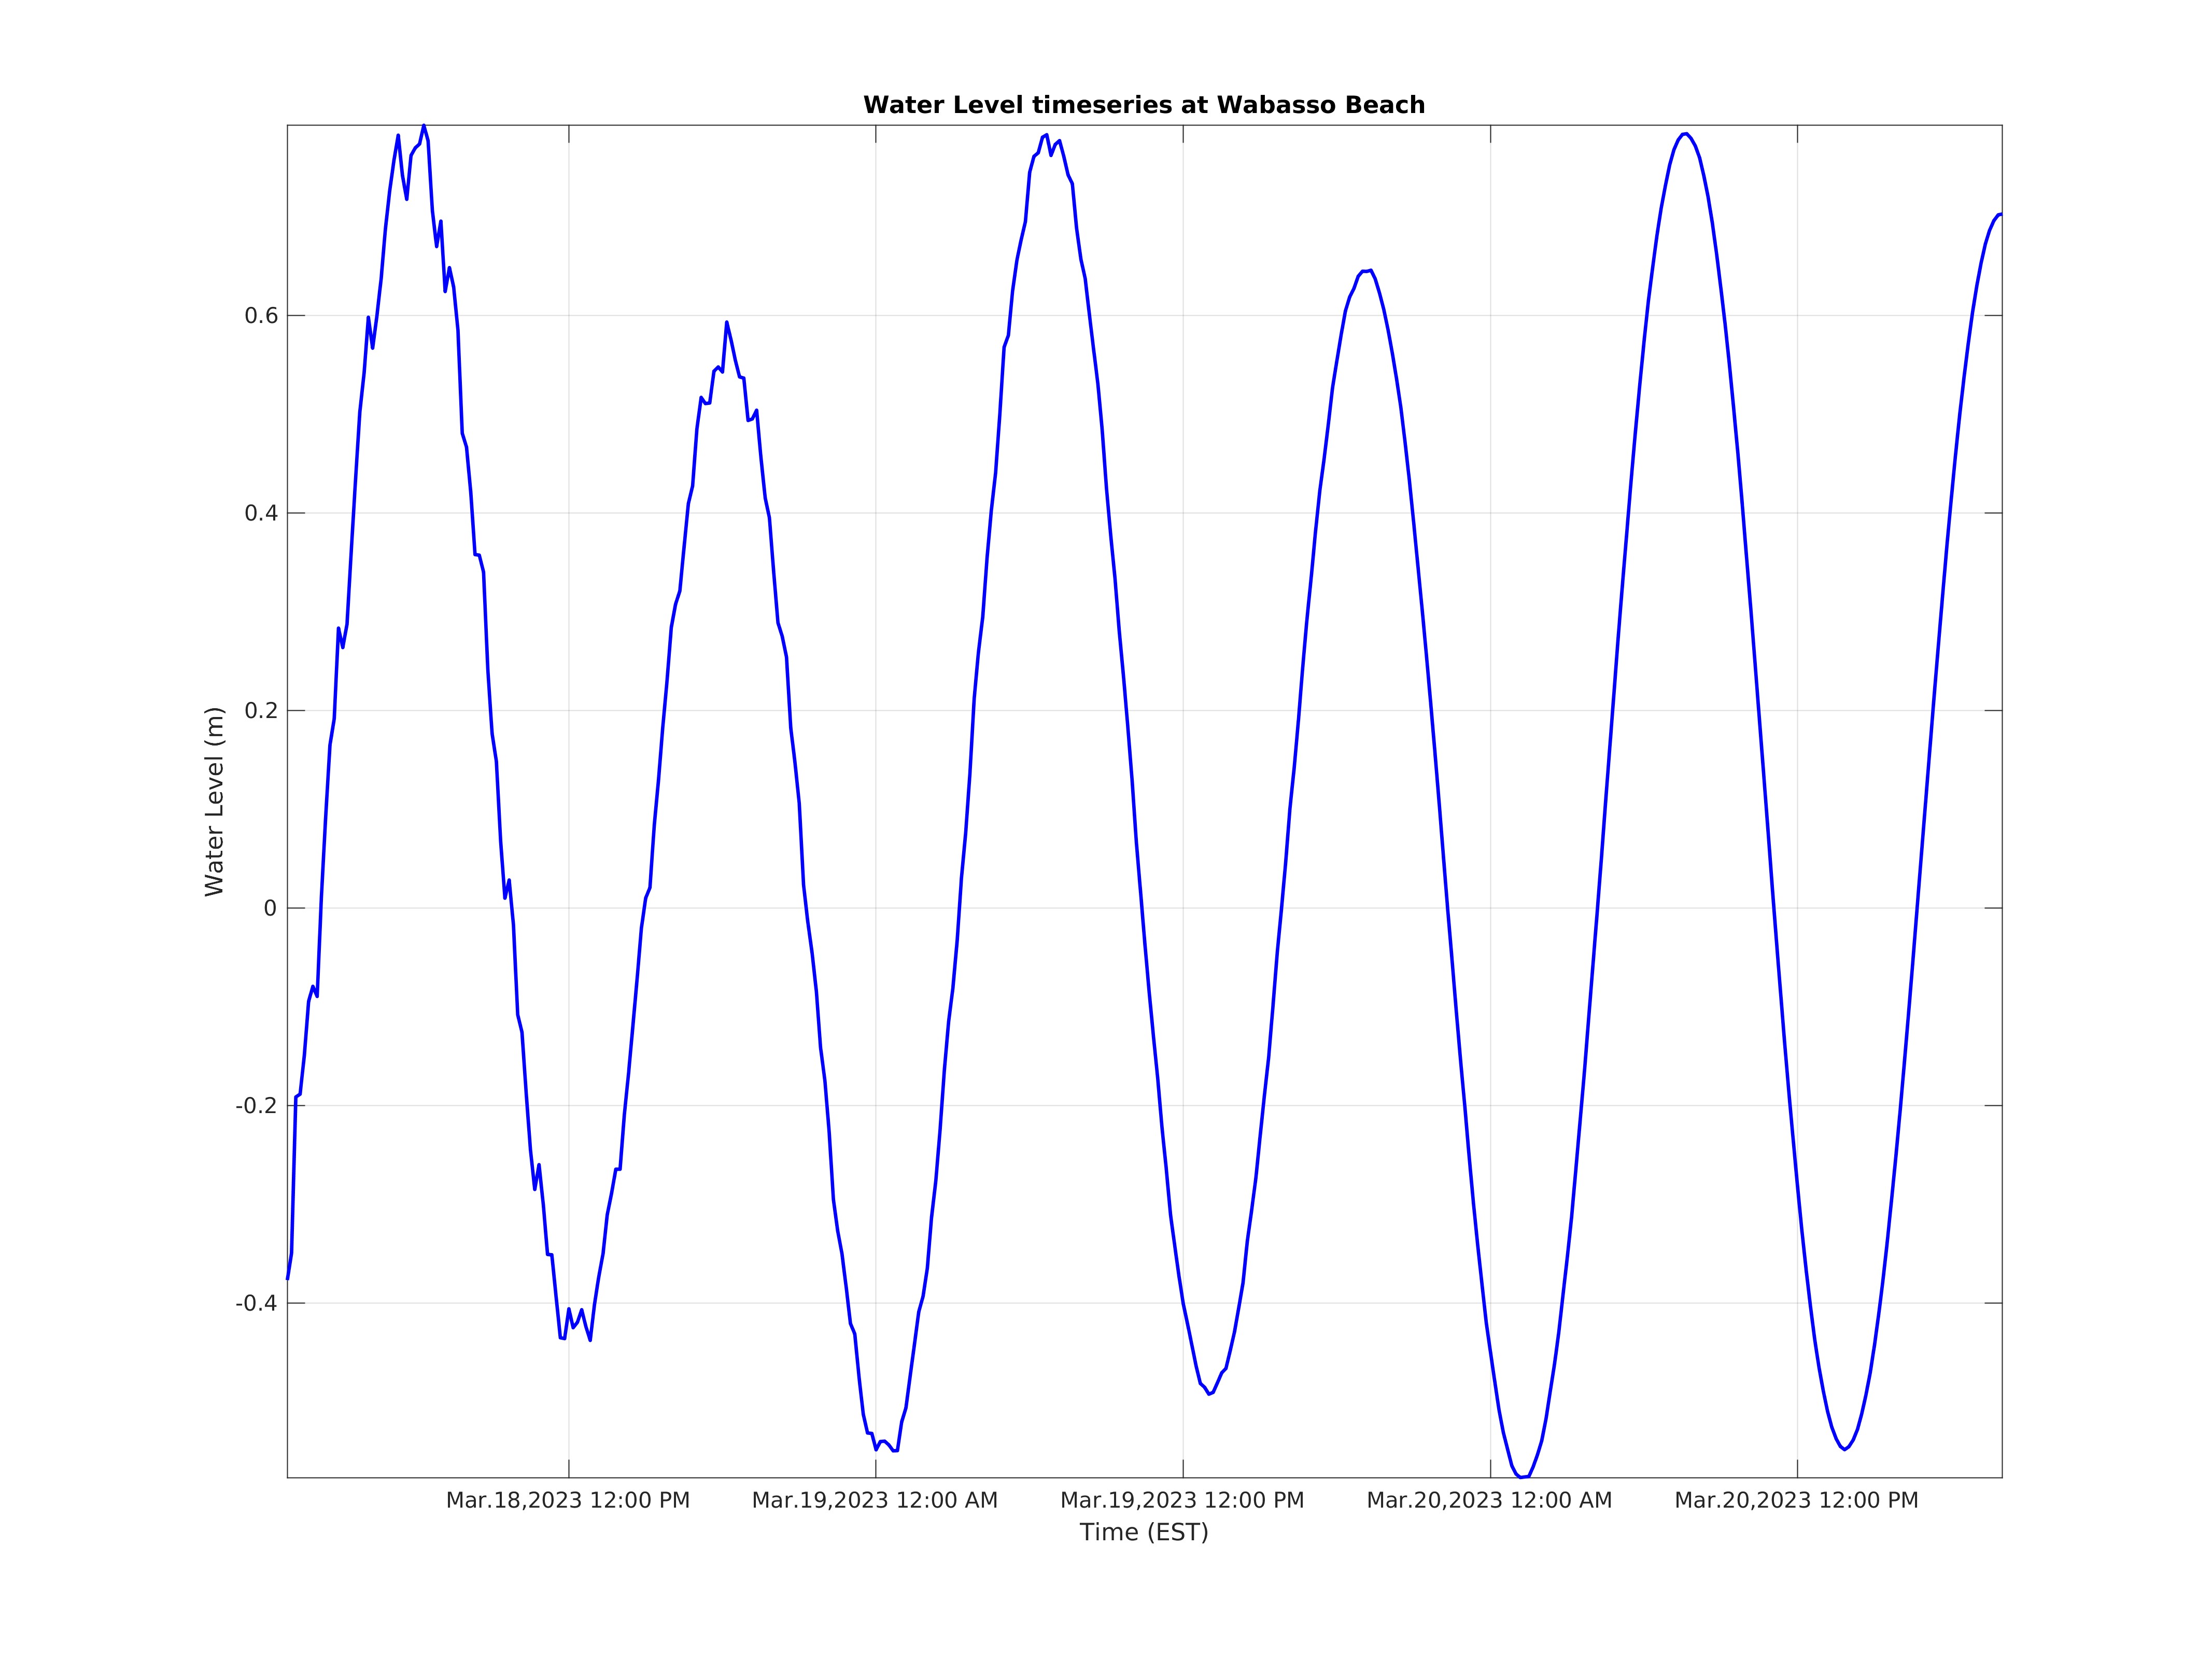 Water Level timeseries at Wabasso Beach
0.6
0.4
0.2
0
-0.2
-0.4
Water Level (m)
Mar.18,2023 12:00 PM
Mar.19,2023 12:00 AM
Mar.19,2023 12:00 PM
Mar.20,2023 12:00 AM
Mar.20,2023 12:00 PM
Time (EST)